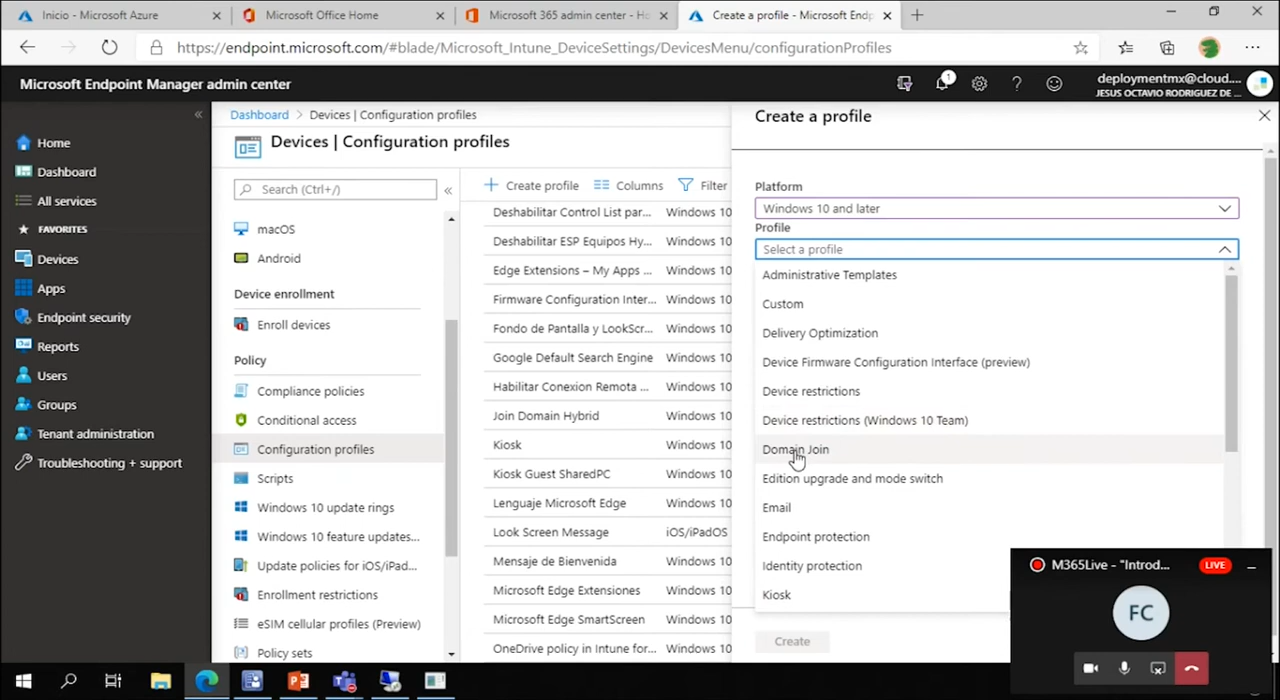 Inicio - Microsoft Azure
Microsoft Office Home
Microsoft 365 admin center - Ho
Create a profile - Microsoft Endp
https://endpoint.microsoft.com/#blade/Microsoft_Intune_DeviceSettings/DevicesMenu/configurationProfiles
Microsoft Endpoint Manager admin center
1
deploymentmx@cloud....
JESUS OCTAVIO RODRIGUEZ DE ...
Home
Dashboard
All services
FAVORITES
Devices
Apps
Endpoint security
Reports
Users
Groups
Tenant administration
Troubleshooting + support
Dashboard > Devices | Configuration profiles
Devices | Configuration profiles
Search (Ctrl+/)
macOS
Android
Device enrollment
Enroll devices
Policy
Compliance policies
Conditional access
Configuration profiles
Scripts
Windows 10 update rings
Windows 10 feature updates...
Update policies for iOS/iPad...
Enrollment restrictions
eSIM cellular profiles (Preview)
Policy sets
Create profile
Columns
Filter
Deshabilitar Control List par... Windows 10
Deshabilitar ESP Equipos Hy... Windows 10
Edge Extensions – My Apps ... Windows 10
Firmware Configuration Inter... Windows 10
Fondo de Pantalla y LookScr... Windows 10
Google Default Search Engine Windows 10
Habilitar Conexion Remota ... Windows 10
Join Domain Hybrid Windows 10
Kiosk Windows 10
Kiosk Guest SharedPC Windows 10
Lenguaje Microsoft Edge Windows 10
Look Screen Message iOS/iPadOS
Mensaje de Bienvenida Windows 10
Microsoft Edge Extensiones Windows 10
Microsoft Edge SmartScreen Windows 10
OneDrive policy in Intune for... Windows 10
Create a profile
Platform
Windows 10 and later
Profile
Select a profile
Administrative Templates
Custom
Delivery Optimization
Device Firmware Configuration Interface (preview)
Device restrictions
Device restrictions (Windows 10 Team)
Domain Join
Edition upgrade and mode switch
Email
Endpoint protection
Identity protection
Kiosk
Create
M365Live - "Introd...
LIVE
FC